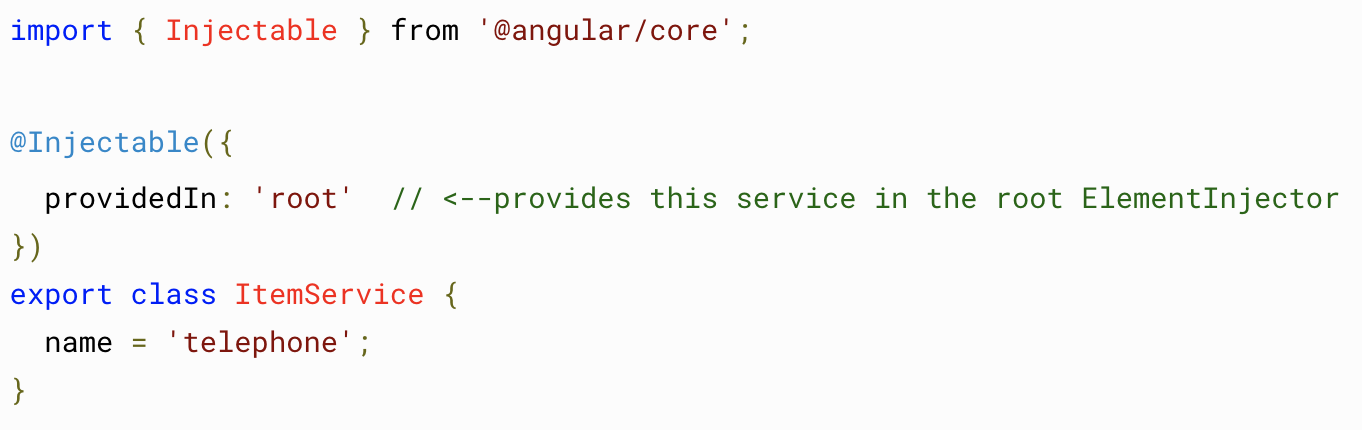 import { Injectable } from '@angular/core';
@Injectable({
  providedIn: 'root'  // <--provides this service in the root ElementInjector
})
export class ItemService {
  name = 'telephone';
}